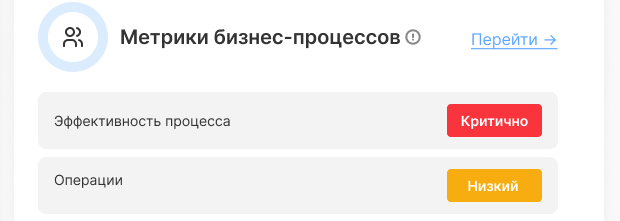 Метрики бизнес-процессов
Перейти →
Эффективность процесса
Критично
Операции
Низкий